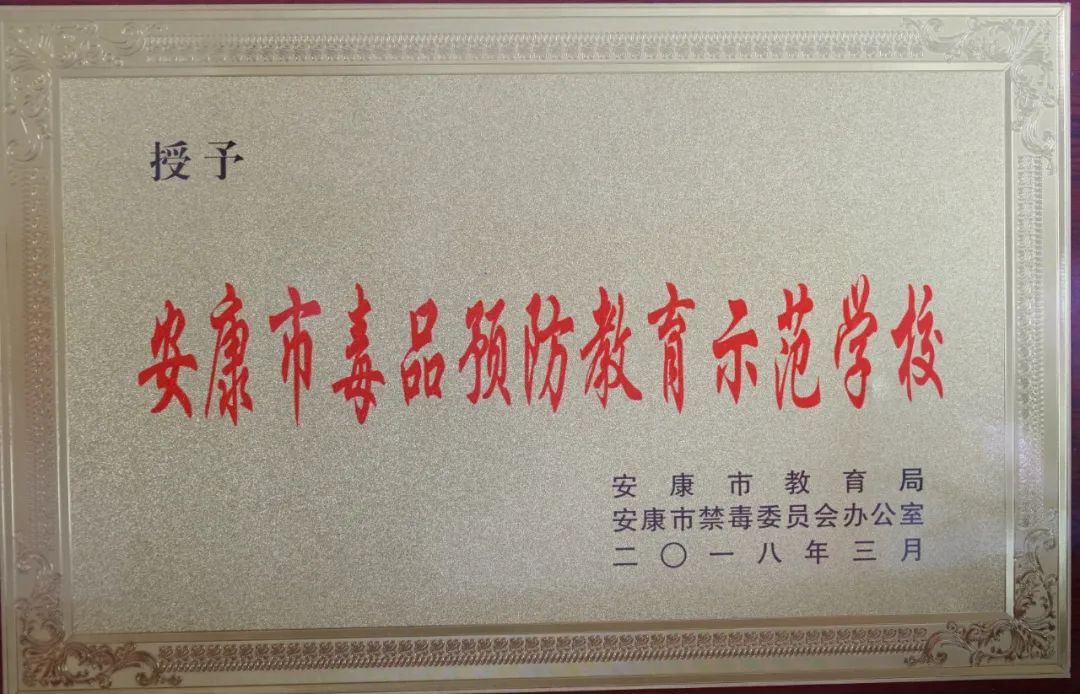 授予
安康市毒品预防教育示范学校
安康市教育局
安康市禁毒委员会办公室
二〇一八年三月